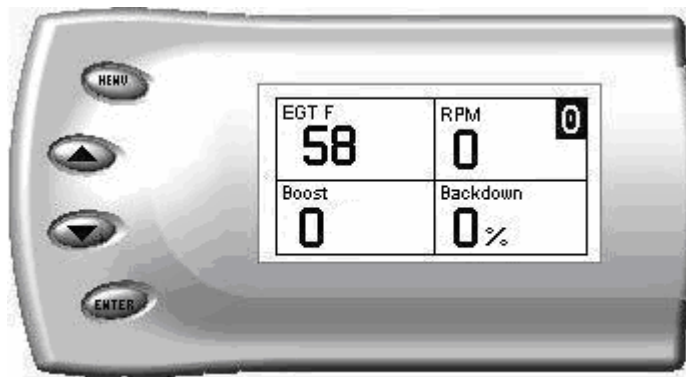 MENU
EGT F
58
RPM
0
0
Boost
0
Backdown
0%
ENTER